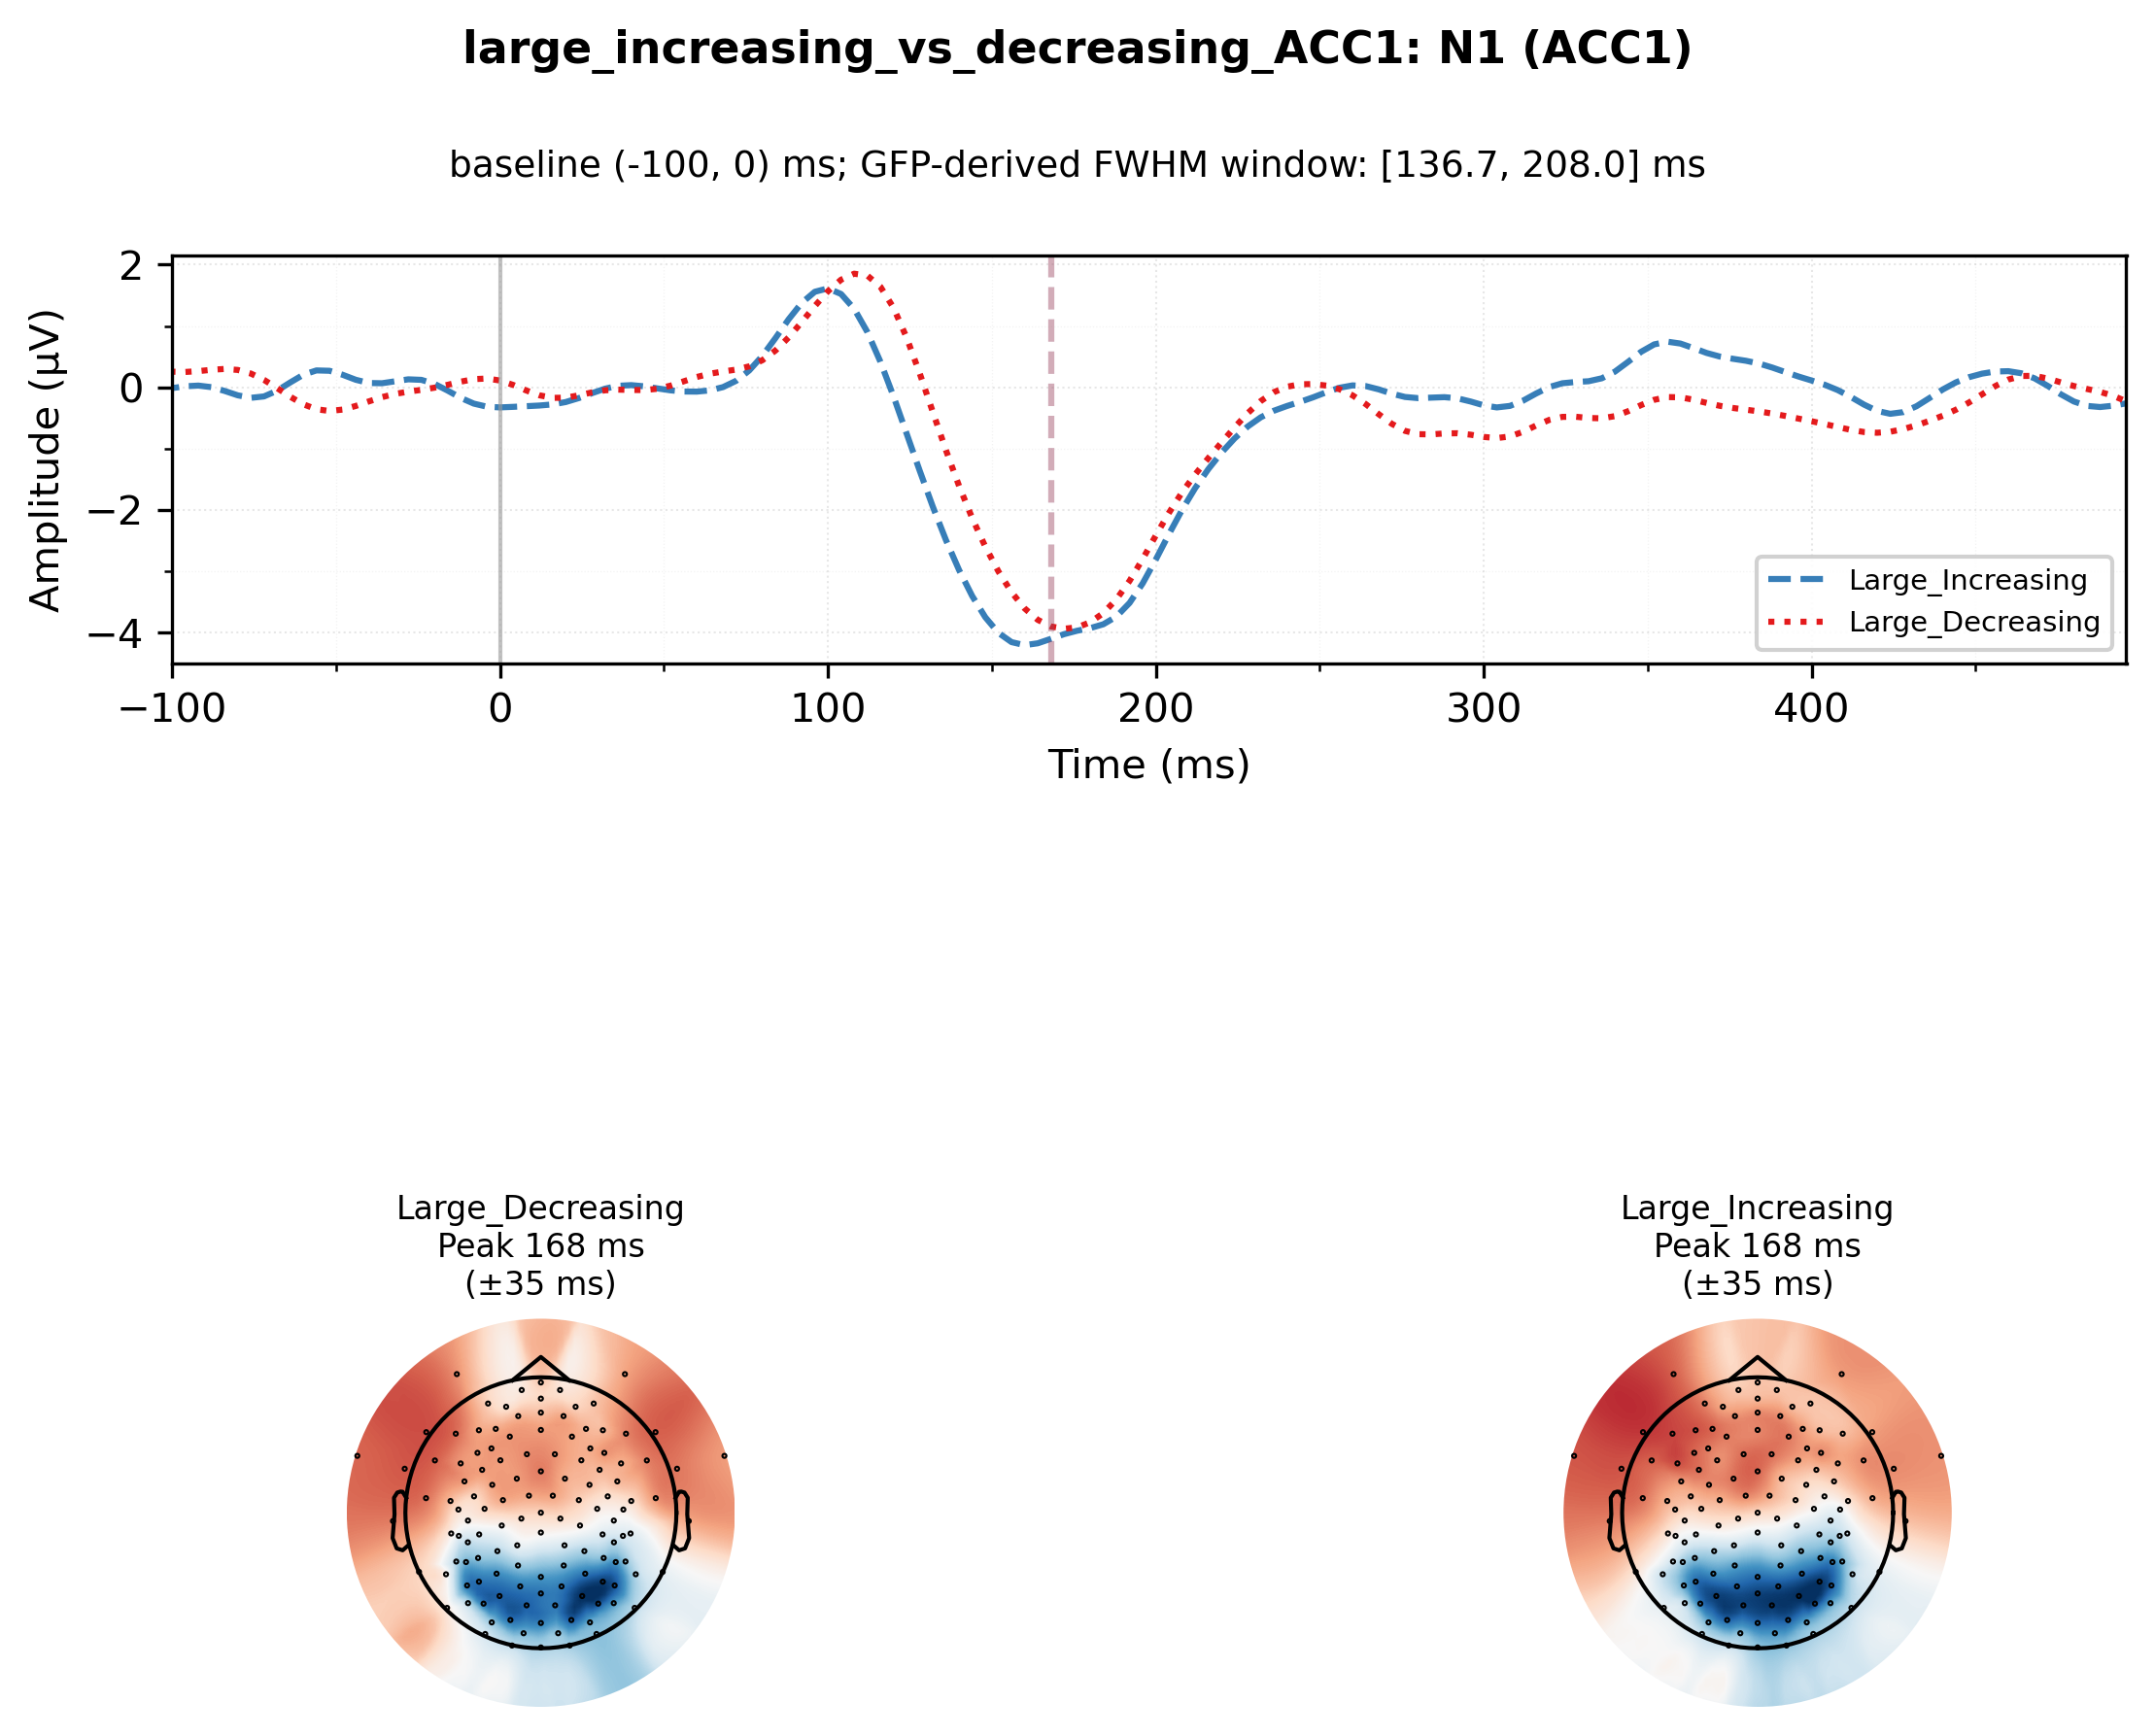 large_increasing_vs_decreasing_ACC1: N1 (ACC1)
baseline (-100, 0) ms; GFP-derived FWHM window: [136.7, 208.0] ms
Amplitude (µV)
2
0
−2
−4
Large_Increasing
Large_Decreasing
−100 0 100 200 300 400
Time (ms)
Large_Decreasing
Peak 168 ms
(±35 ms)
Large_Increasing
Peak 168 ms
(±35 ms)